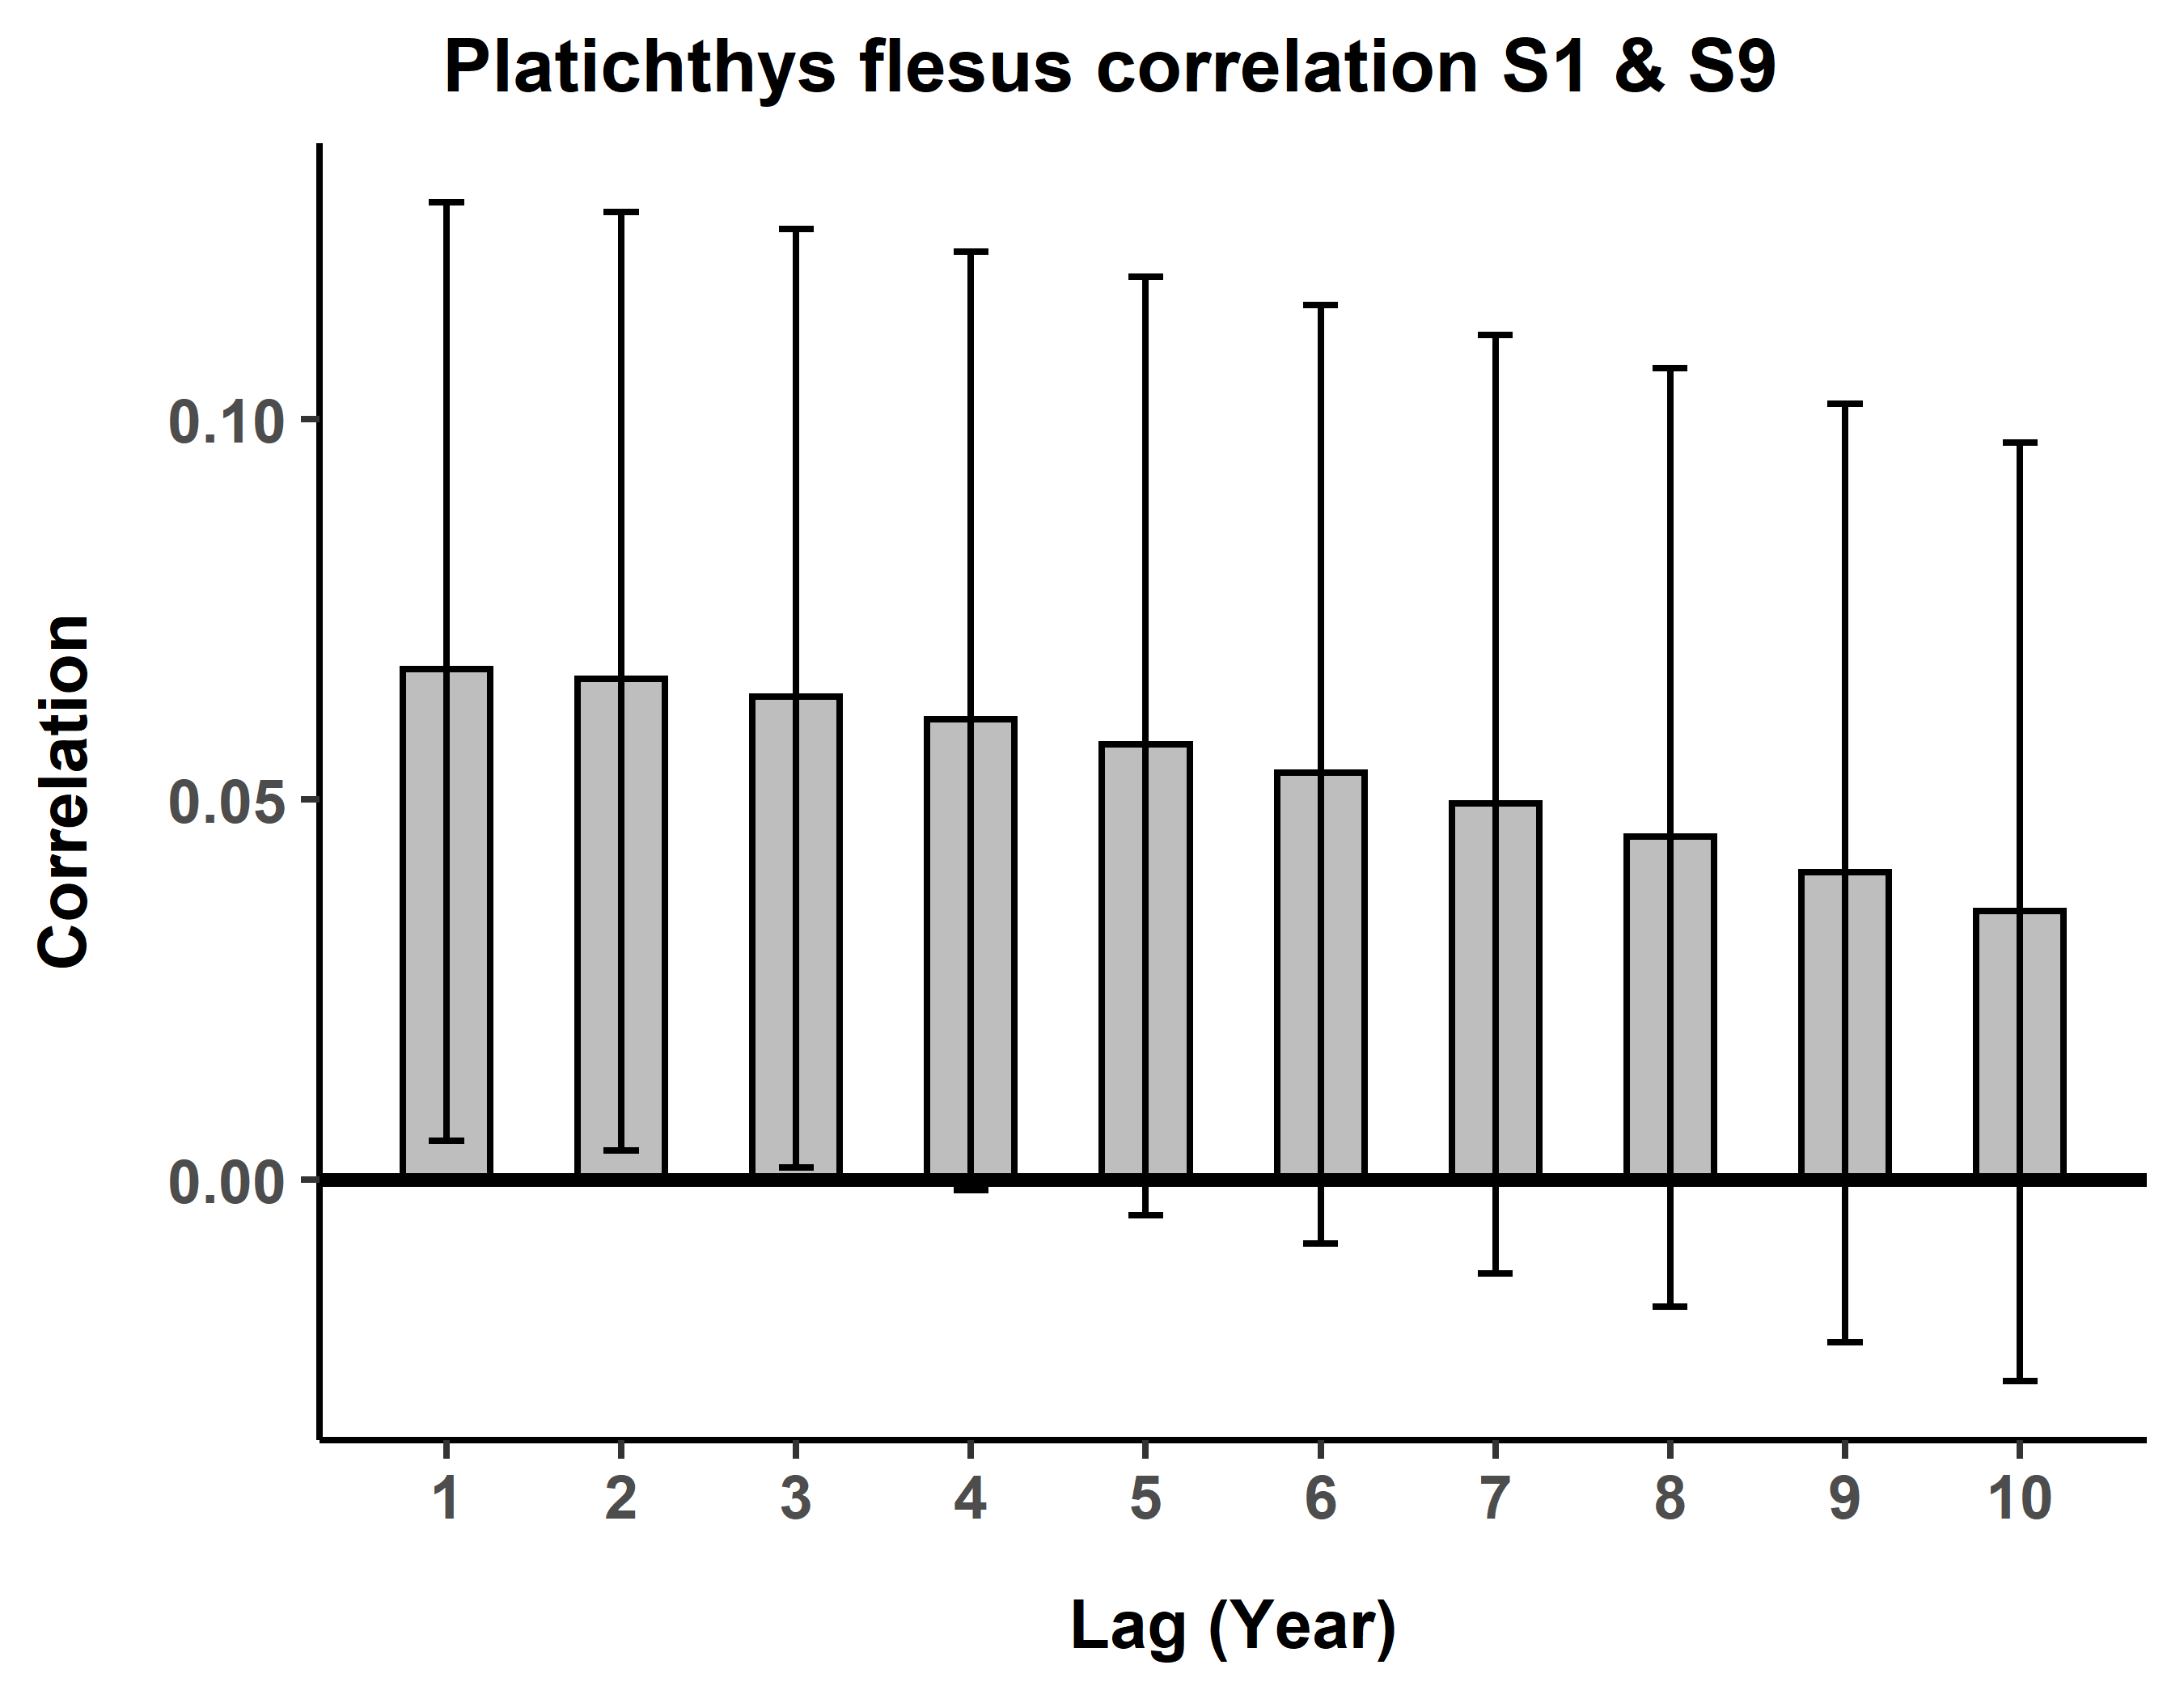 Platichthys flesus correlation S1 & S9
Correlation
0.10
0.05
0.00
1 2 3 4 5 6 7 8 9 10
Lag (Year)